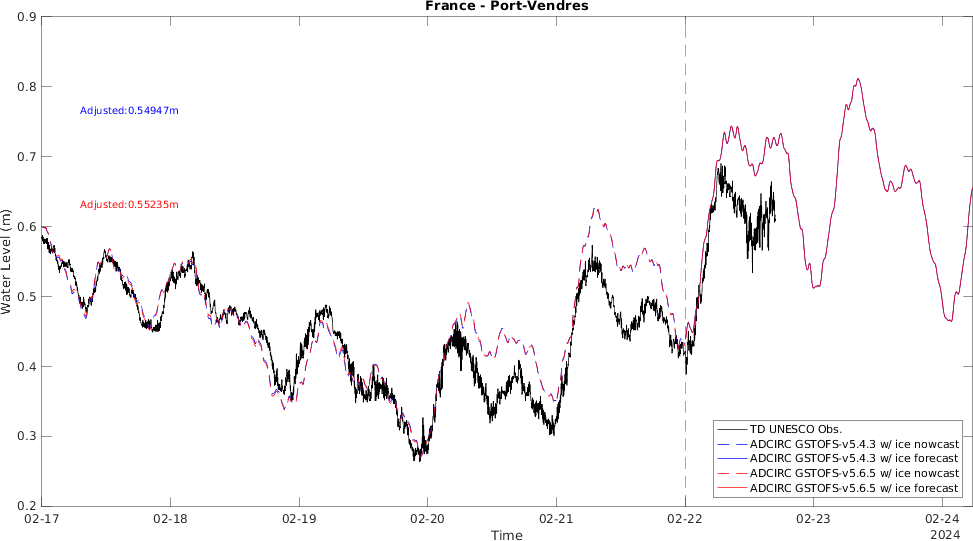 France - Port-Vendres
0.9
0.8
0.7
0.6
0.5
0.4
0.3
0.2
Water Level (m)
Adjusted:0.54947m
Adjusted:0.55235m
TD UNESCO Obs.
ADCIRC GSTOFS-v5.4.3 w/ ice nowcast
ADCIRC GSTOFS-v5.4.3 w/ ice forecast
ADCIRC GSTOFS-v5.6.5 w/ ice nowcast
ADCIRC GSTOFS-v5.6.5 w/ ice forecast
02-17 02-18 02-19 02-20 02-21 02-22 02-23 02-24
Time
2024